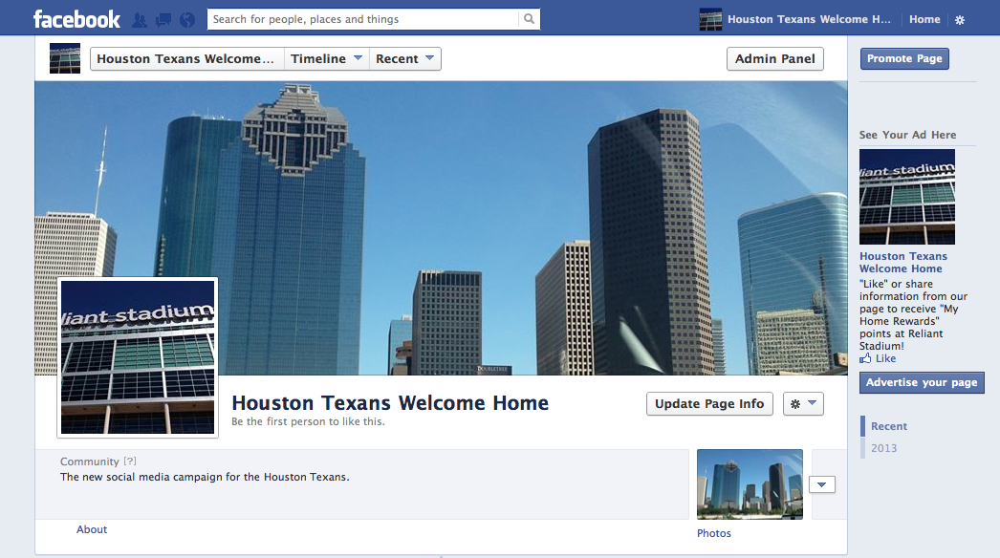 facebook
Search for people, places and things
Houston Texans Welcome H...
Home
Houston Texans Welcome...
Timeline
Recent
Admin Panel
Promote Page
See Your Ad Here
liant stadium
Houston Texans
Welcome Home
"Like" or share
information from our
page to receive "My
Home Rewards"
points at Reliant
Stadium!
Like
Advertise your page
DOUBLETREE
liant stadium
Houston Texans Welcome Home
Be the first person to like this.
Update Page Info
Recent
2013
Community [?]
The new social media campaign for the Houston Texans.
About
Photos